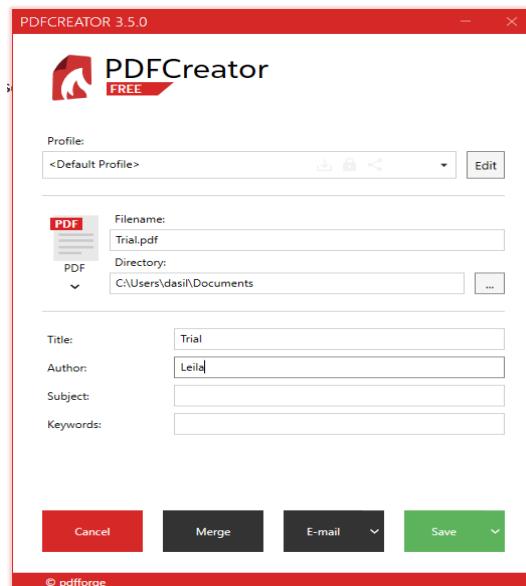 PDFCREATOR 3.5.0
PDFCreator
FREE
Profile:
<Default Profile>
Edit
Filename:
PDF
Trial.pdf
PDF
Directory:
C:\Users\dasil\Documents
...
Title:
Trial
Author:
Leila
Subject:
Keywords:
Cancel
Merge
E-mail
Save
© pdfforge